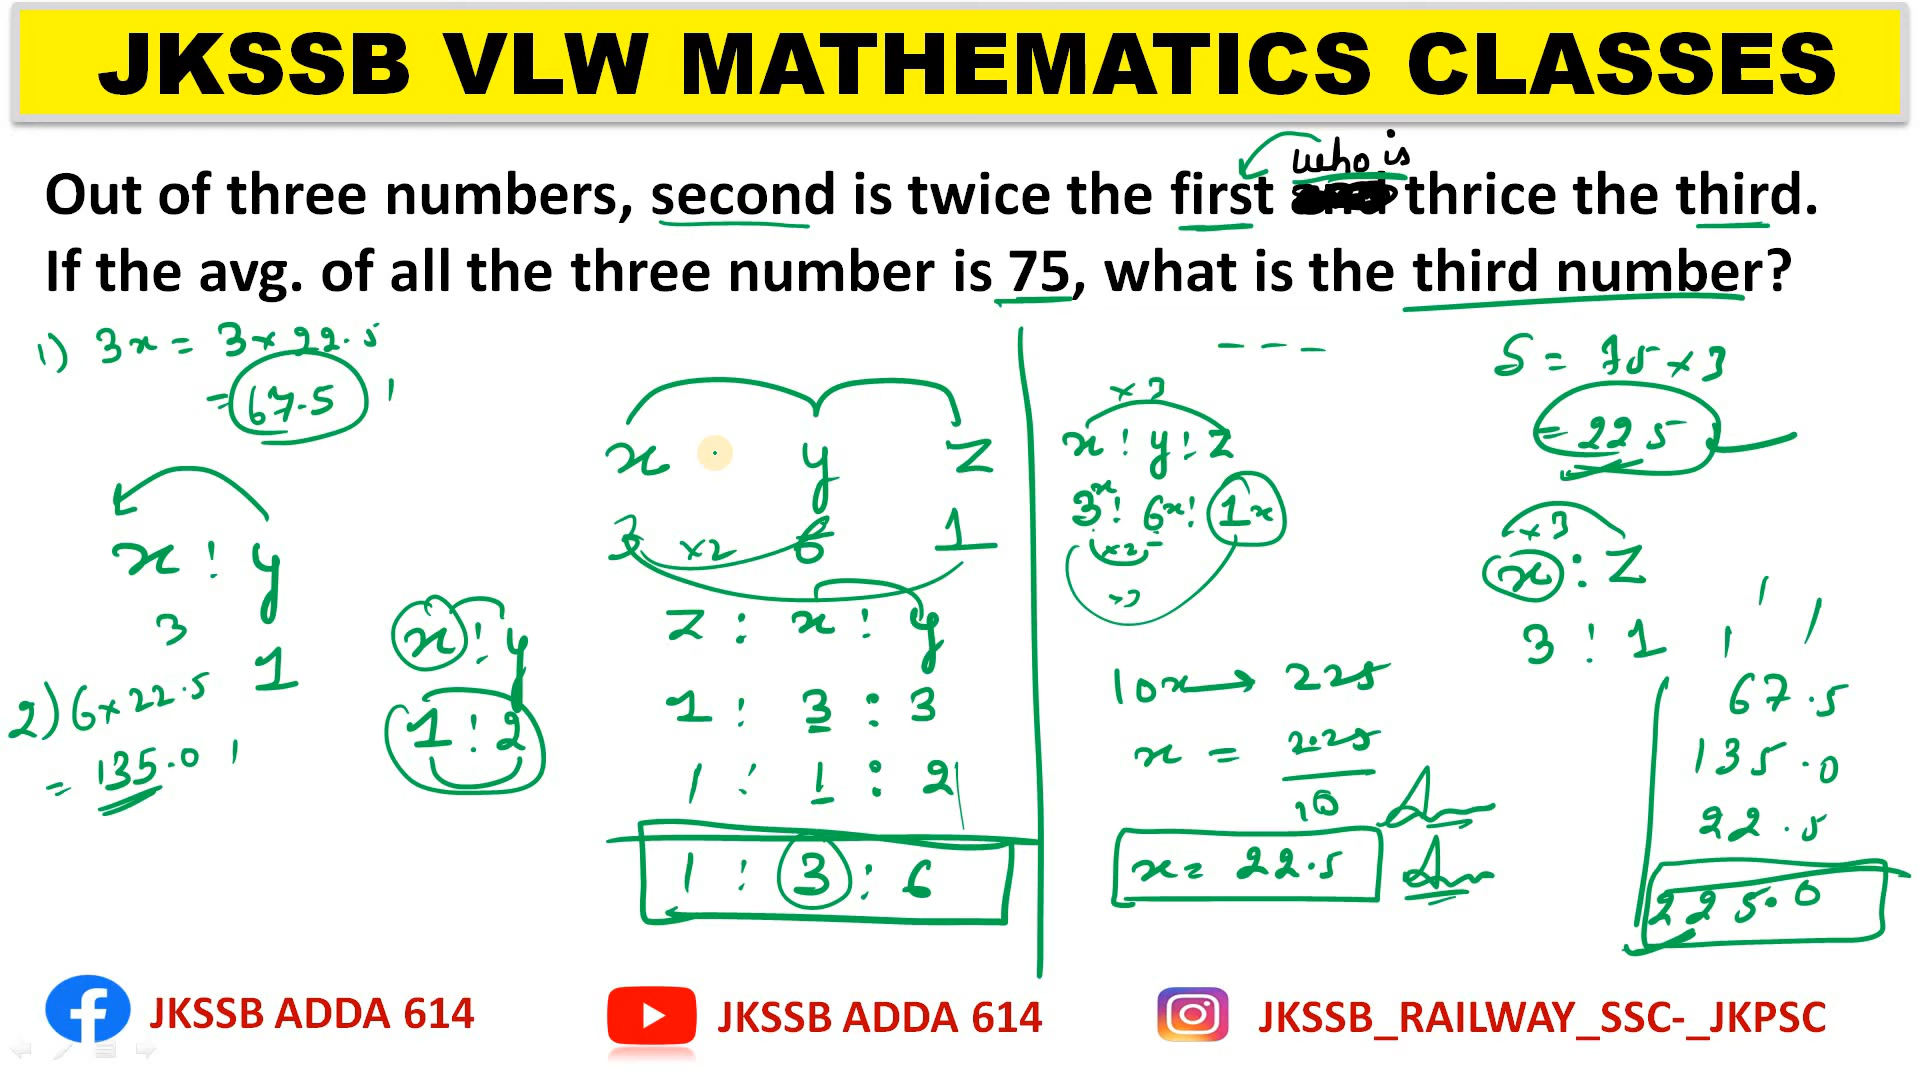 JKSSB VLW MATHEMATICS CLASSES
who is
Out of three numbers, second is twice the first thrice the third.
If the avg. of all the three number is 75, what is the third number?
1) 3x = 3 × 22.5
= 67.5
x : y
3
1
2) 6 × 22.5
= 135.0
x : y
1 : 2
x y z
3 ×2 6 1
z : x : y
1 : 3 : 3
1 : 1 : 2
1 : 3 : 6
×3
x : y : z
3x : 6x : 1x
×2
10x → 225
x = 225
10
x = 22.5
S = 75 × 3
= 225
×3
x : z
3 : 1
67.5
135.0
22.5
225.0
JKSSB ADDA 614
JKSSB ADDA 614
JKSSB_RAILWAY_SSC-_JKPSC